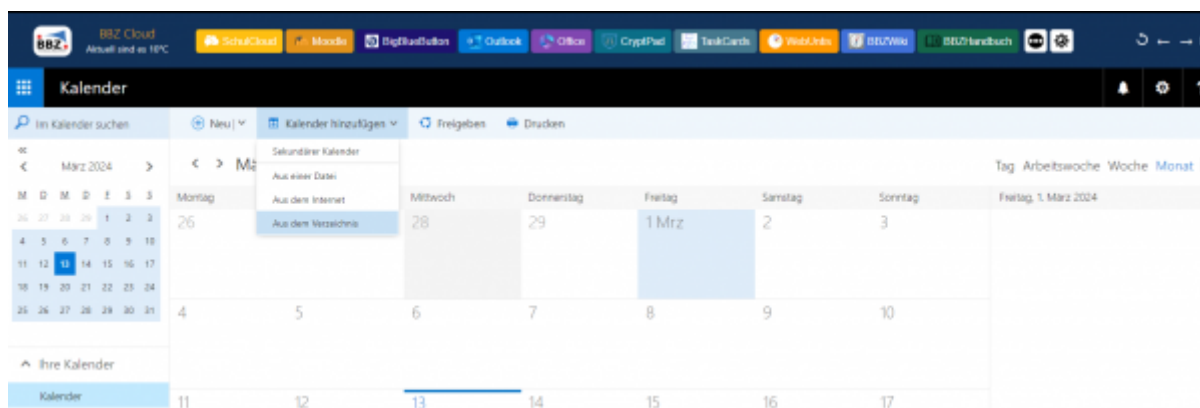 BBZ Cloud
BBZ
Aktuell sind es 10°C
SchulCloud Moodle BigBlueButton Outlook Office CryptPad TaskCards WebUntis BBZWiki BBZHandbuch
Kalender
Im Kalender suchen
Neu Kalender hinzufügen Freigeben Drucken
Sekundärer Kalender
Aus einer Datei
Aus dem Internet
Aus dem Verzeichnis
März 2024
Tag Arbeitswoche Woche Monat
M D M D F S S
26 27 28 29 1 2 3
4 5 6 7 8 9 10
11 12 13 14 15 16 17
18 19 20 21 22 23 24
25 26 27 28 29 30 31
Montag Mittwoch Donnerstag Freitag Samstag Sonntag Freitag, 1. März 2024
26 28 29 1 Mrz 2 3
4 5 6 7 8 9 10
Ihre Kalender
Kalender
11 12 13 14 15 16 17